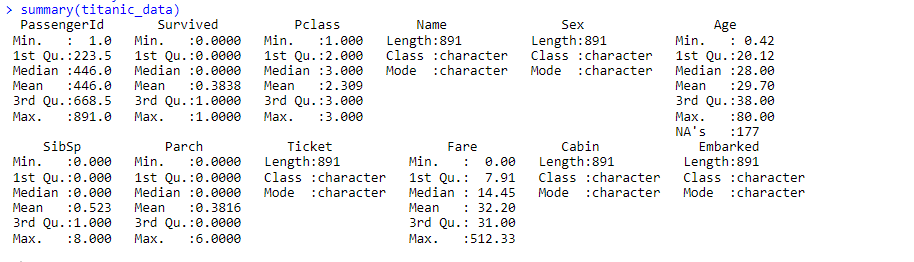 > summary(titanic_data)
PassengerId Survived Pclass Name Sex Age
Min. : 1.0 Min. :0.0000 Min. :1.000 Length:891 Length:891 Min. : 0.42
1st Qu.:223.5 1st Qu.:0.0000 1st Qu.:2.000 Class :character Class :character 1st Qu.:20.12
Median :446.0 Median :0.0000 Median :3.000 Mode :character Mode :character Median :28.00
Mean :446.0 Mean :0.3838 Mean :2.309 Mean :29.70
3rd Qu.:668.5 3rd Qu.:1.0000 3rd Qu.:3.000 3rd Qu.:38.00
Max. :891.0 Max. :1.0000 Max. :3.000 Max. :80.00
NA's :177
SibSp Parch Ticket Fare Cabin Embarked
Min. :0.000 Min. :0.0000 Length:891 Min. : 0.00 Length:891 Length:891
1st Qu.:0.000 1st Qu.:0.0000 Class :character 1st Qu.: 7.91 Class :character Class :character
Median :0.000 Median :0.0000 Mode :character Median : 14.45 Mode :character Mode :character
Mean :0.523 Mean :0.3816 Mean : 32.20
3rd Qu.:1.000 3rd Qu.:0.0000 3rd Qu.: 31.00
Max. :8.000 Max. :6.0000 Max. :512.33